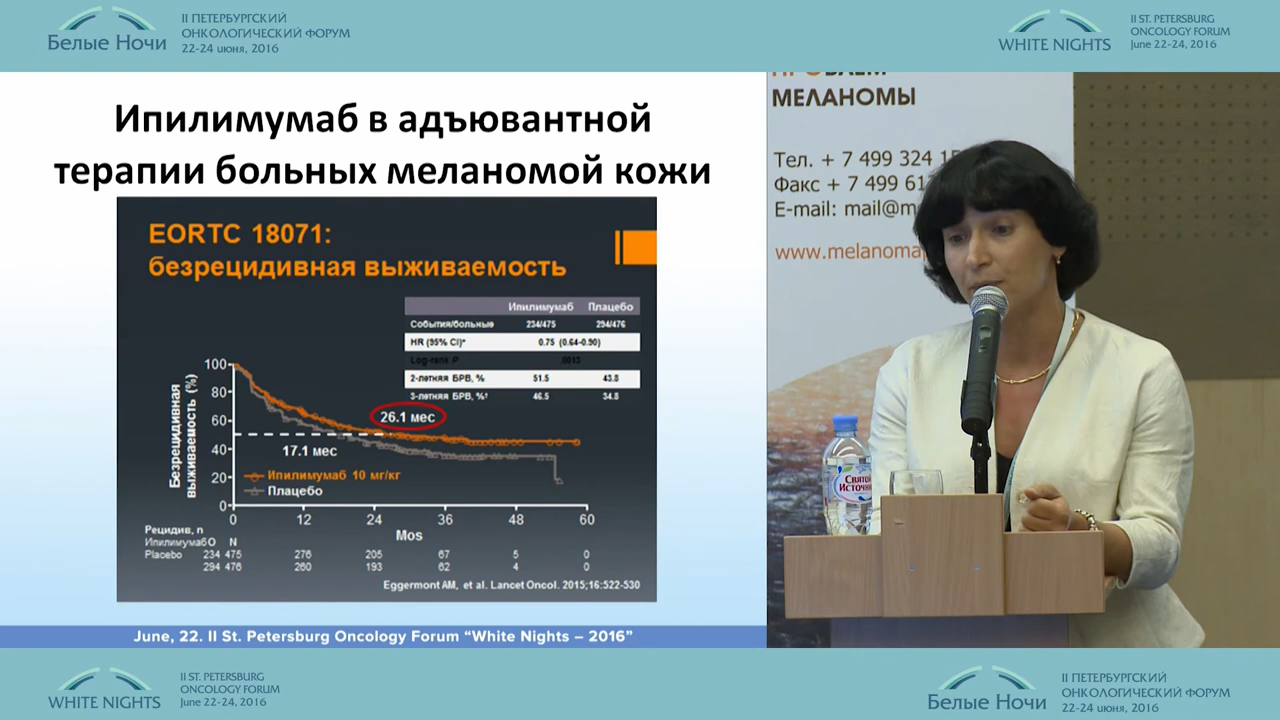 Белые Ночи
II ПЕТЕРБУРГСКИЙ
ОНКОЛОГИЧЕСКИЙ ФОРУМ
22-24 июня, 2016
WHITE NIGHTS
II ST. PETERSBURG
ONCOLOGY FORUM
June 22-24, 2016
Ипилимумаб в адъювантной
терапии больных меланомой кожи
EORTC 18071:
безрецидивная выживаемость
Ипилимумаб Плацебо
События/больные 234/475 294/476
HR (95% CI)* 0.75 (0.64-0.90)
Log-rank P .0013
2-летняя БРВ, % 51.5 43.8
3-летняя БРВ, %† 46.5 34.8
Безрецидивная
выживаемость (%)
100
80
60
40
20
0
26.1 мес
17.1 мес
Ипилимумаб 10 мг/кг
Плацебо
0 12 24 36 48 60
Mos
Рецидив, n
Ипилимумаб O N
Placebo 234 475 276 205 67 5 0
294 476 260 193 62 4 0
Eggermont AM, et al. Lancet Oncol. 2015;16:522-530
June, 22. II St. Petersburg Oncology Forum “White Nights – 2016”
МЕЛАНОМЫ
Тел. + 7 499 324
Факс + 7 499
E-mail:
Святой
Источник
WHITE NIGHTS
II ST. PETERSBURG
ONCOLOGY FORUM
June 22-24, 2016
Белые Ночи
II ПЕТЕРБУРГСКИЙ
ОНКОЛОГИЧЕСКИЙ ФОРУМ
22-24 июня, 2016